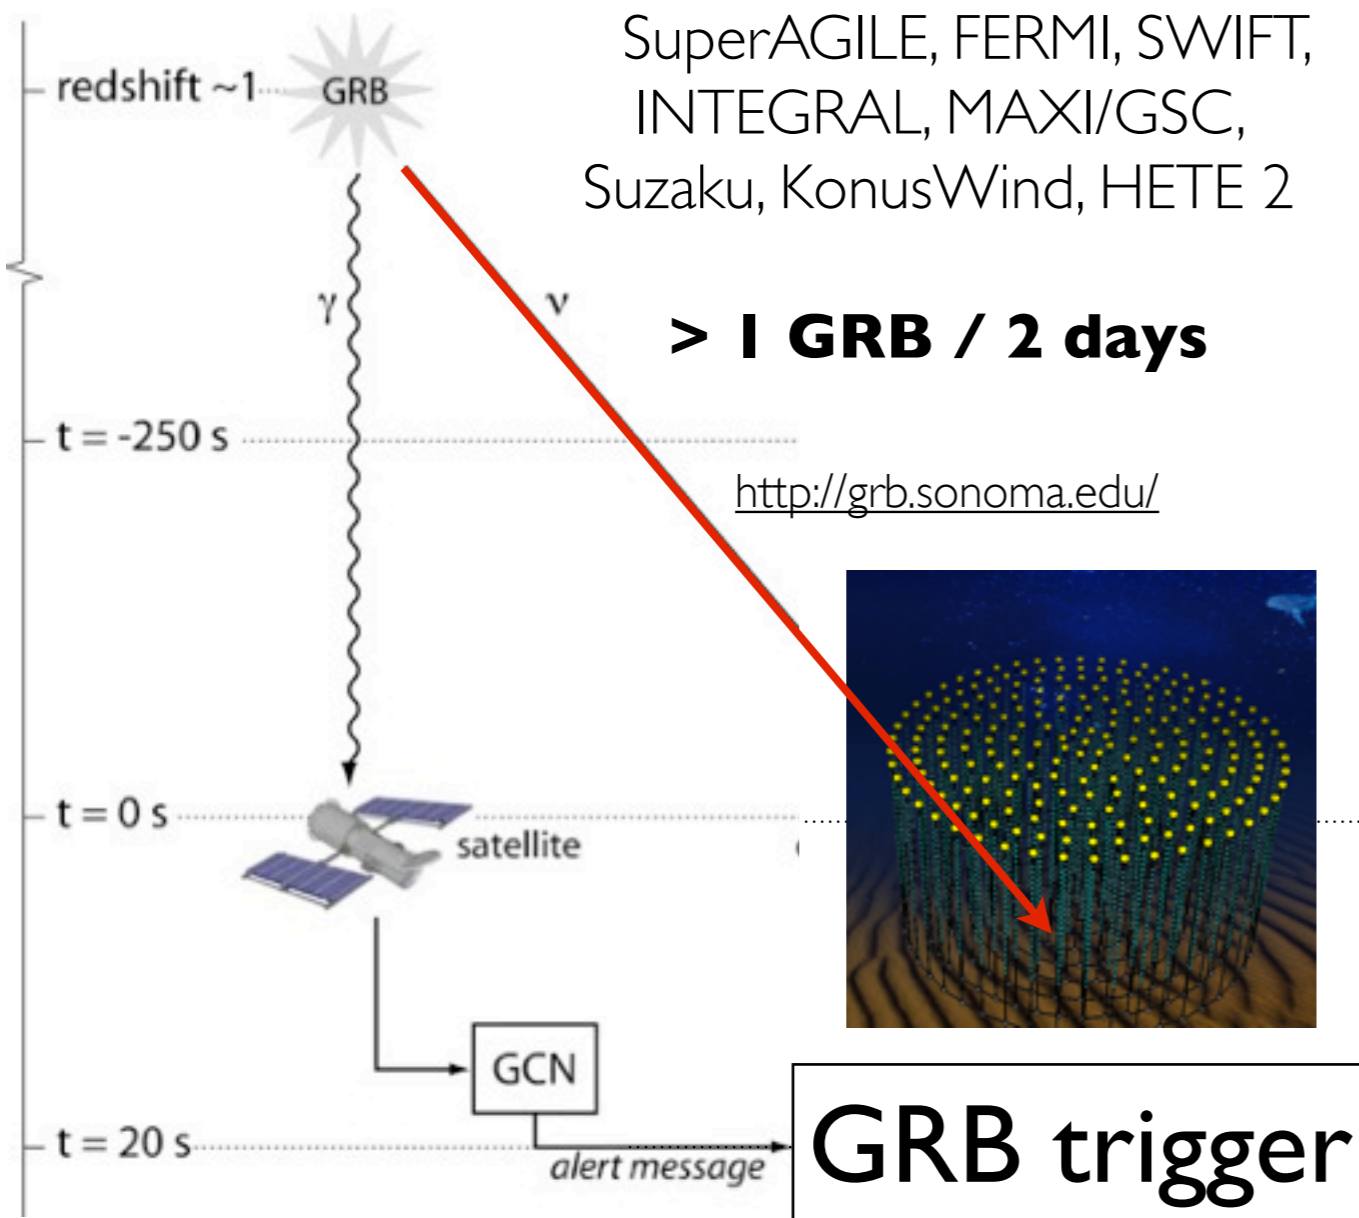 SuperAGILE, FERMI, SWIFT,
INTEGRAL, MAXI/GSC,
Suzaku, KonusWind, HETE 2
redshift ~1
GRB
γ
ν
> 1 GRB / 2 days
t = -250 s
http://grb.sonoma.edu/
t = 0 s
satellite
GCN
t = 20 s
alert message
GRB trigger